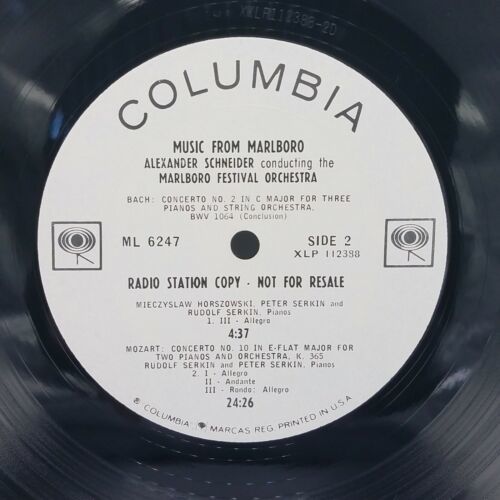 XLP112398-2D
COLUMBIA
MUSIC FROM MARLBORO
ALEXANDER SCHNEIDER conducting the
MARLBORO FESTIVAL ORCHESTRA
BACH: CONCERTO NO. 2 IN C MAJOR FOR THREE
PIANOS AND STRING ORCHESTRA,
BWV 1064 (Conclusion)
ML 6247
SIDE 2
XLP 112398
RADIO STATION COPY - NOT FOR RESALE
MIECZYSLAW HORSZOWSKI, PETER SERKIN and
RUDOLF SERKIN, Pianos
1. III - Allegro
4:37
MOZART: CONCERTO NO. 10 IN E-FLAT MAJOR FOR
TWO PIANOS AND ORCHESTRA, K. 365
RUDOLF SERKIN and PETER SERKIN, Pianos
2. I - Allegro
II - Andante
III - Rondo: Allegro
24:26
® COLUMBIA MARCAS REG. PRINTED IN U.S.A.